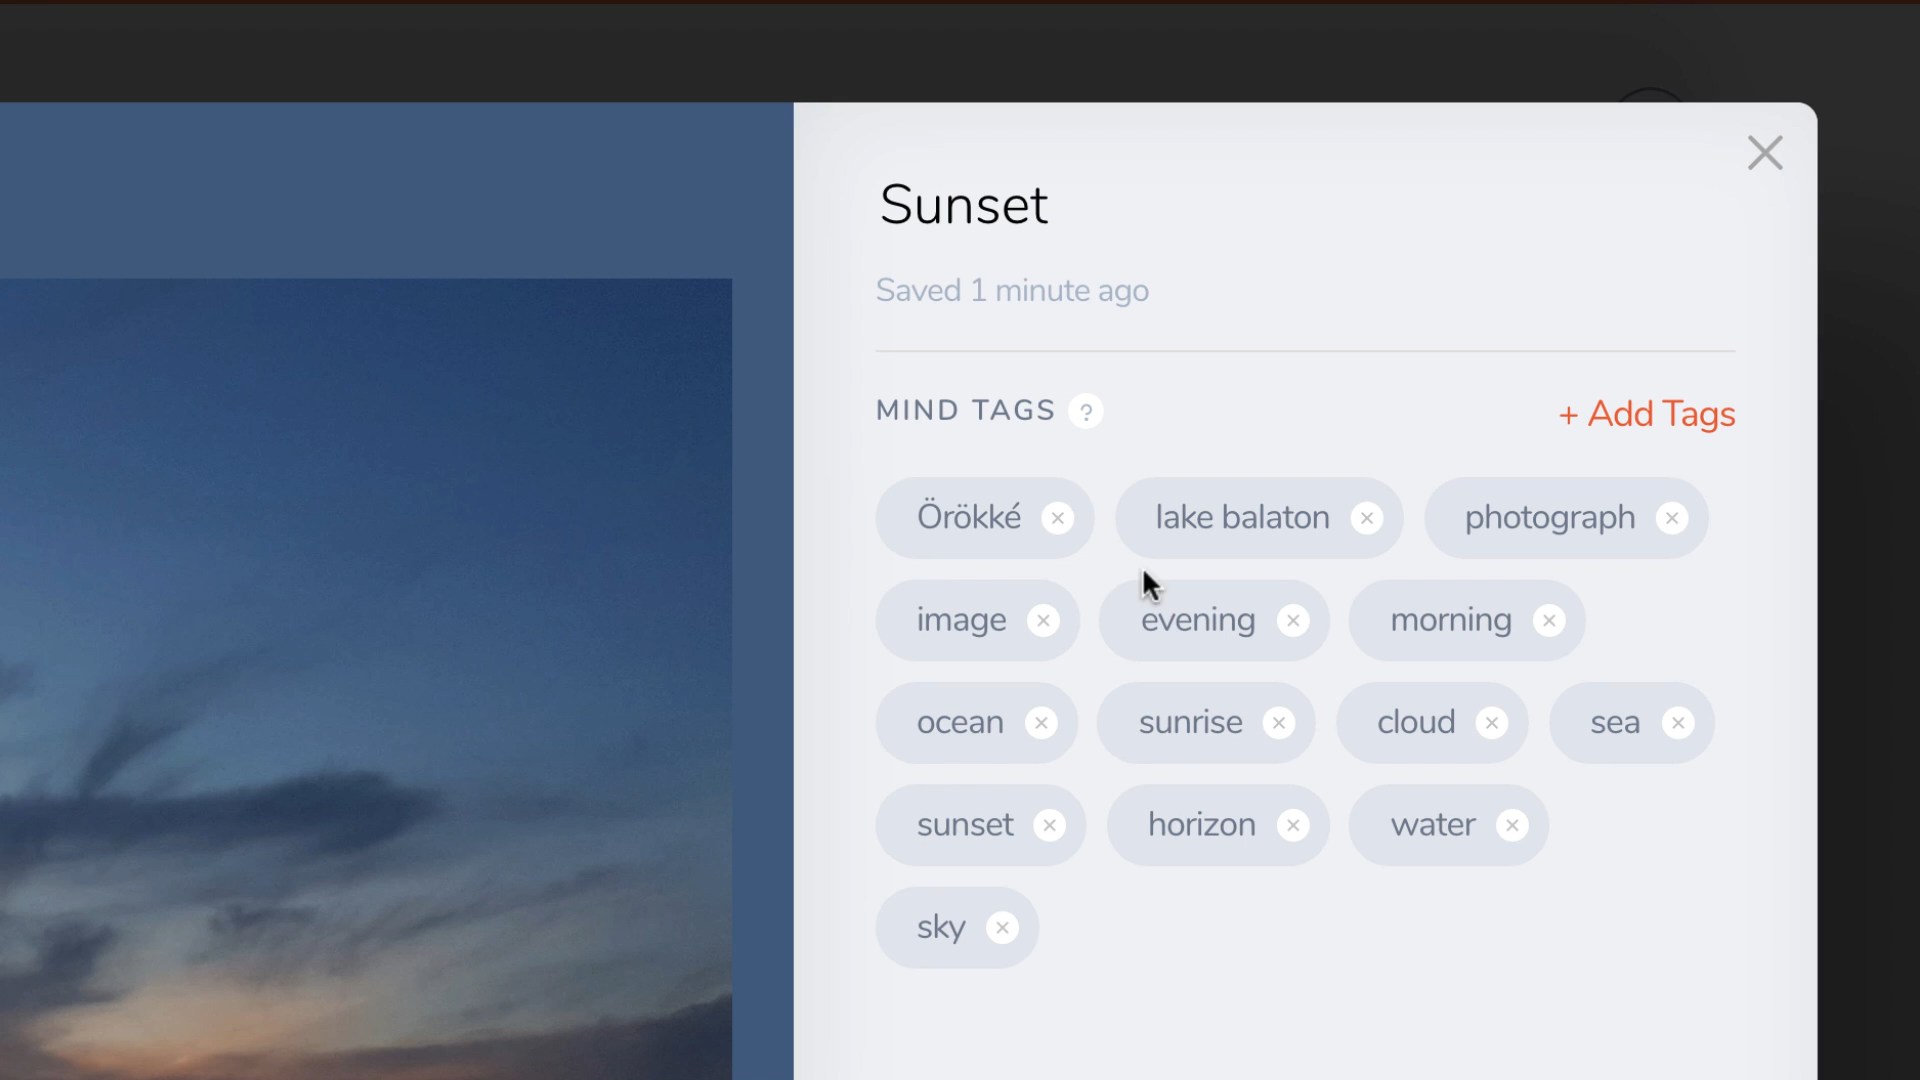 Sunset
Saved 1 minute ago
MIND TAGS ? + Add Tags
Örökké lake balaton photograph
image evening morning
ocean sunrise cloud sea
sunset horizon water
sky